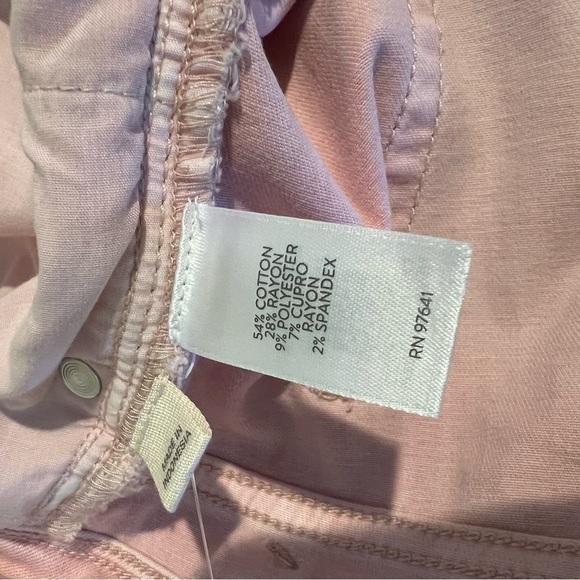 54% COTTON
28% RAYON
9% POLYESTER
7% CUPRO
RAYON
2% SPANDEX
RN 97641
MADE IN
INDONESIA